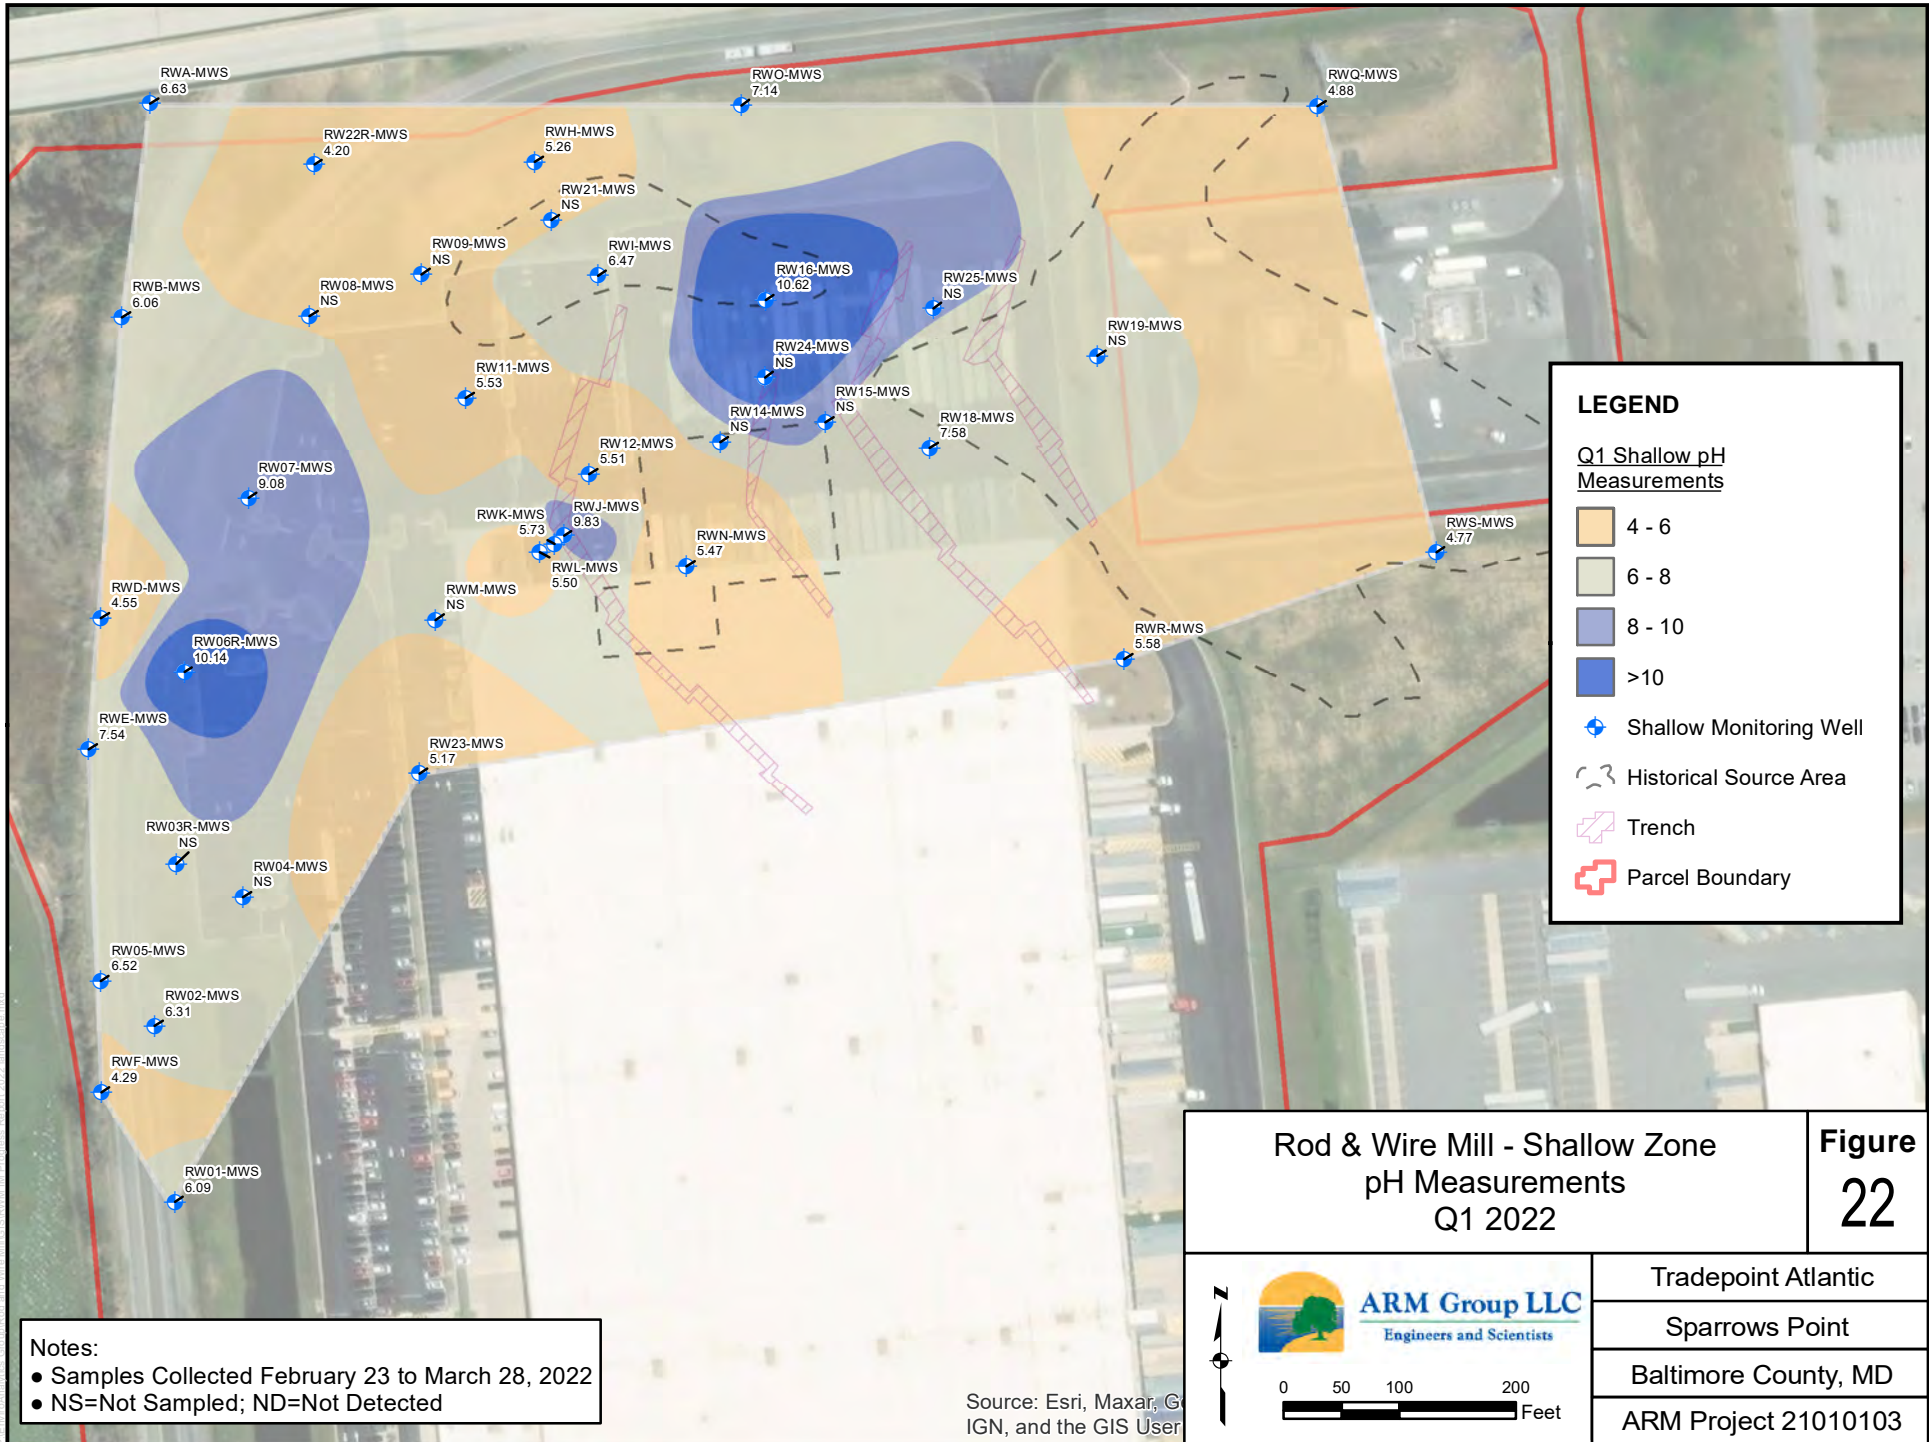 RWA-MWS
6.63
RWO-MWS
7.14
RWQ-MWS
4.88
RW22R-MWS
4.20
RWH-MWS
5.26
RW21-MWS
NS
RW09-MWS
NS
RWI-MWS
6.47
RW16-MWS
10.62
RW25-MWS
NS
RWB-MWS
6.06
RW08-MWS
NS
RW19-MWS
NS
RW24-MWS
NS
RW11-MWS
5.53
RW15-MWS
NS
RW14-MWS
NS
RW18-MWS
7.58
RW12-MWS
5.51
RW07-MWS
9.08
RWK-MWS
5.73
RWJ-MWS
9.83
RWL-MWS
5.50
RWN-MWS
5.47
RWS-MWS
4.77
RWM-MWS
NS
RWD-MWS
4.55
RW06R-MWS
10.14
RWR-MWS
5.58
RWE-MWS
7.54
RW23-MWS
5.17
RW03R-MWS
NS
RW04-MWS
NS
RW05-MWS
6.52
RW02-MWS
6.31
RWF-MWS
4.29
RW01-MWS
6.09
LEGEND
Q1 Shallow pH
Measurements
4 - 6
6 - 8
8 - 10
>10
Shallow Monitoring Well
Historical Source Area
Trench
Parcel Boundary
Notes:
● Samples Collected February 23 to March 28, 2022
● NS=Not Sampled; ND=Not Detected
Source: Esri, Maxar,
IGN, and the GIS User
Rod & Wire Mill - Shallow Zone
pH Measurements
Q1 2022
Figure
22
Z
ARM Group LLC
Engineers and Scientists
0 50 100 200
Feet
Tradepoint Atlantic
Sparrows Point
Baltimore County, MD
ARM Project 21010103